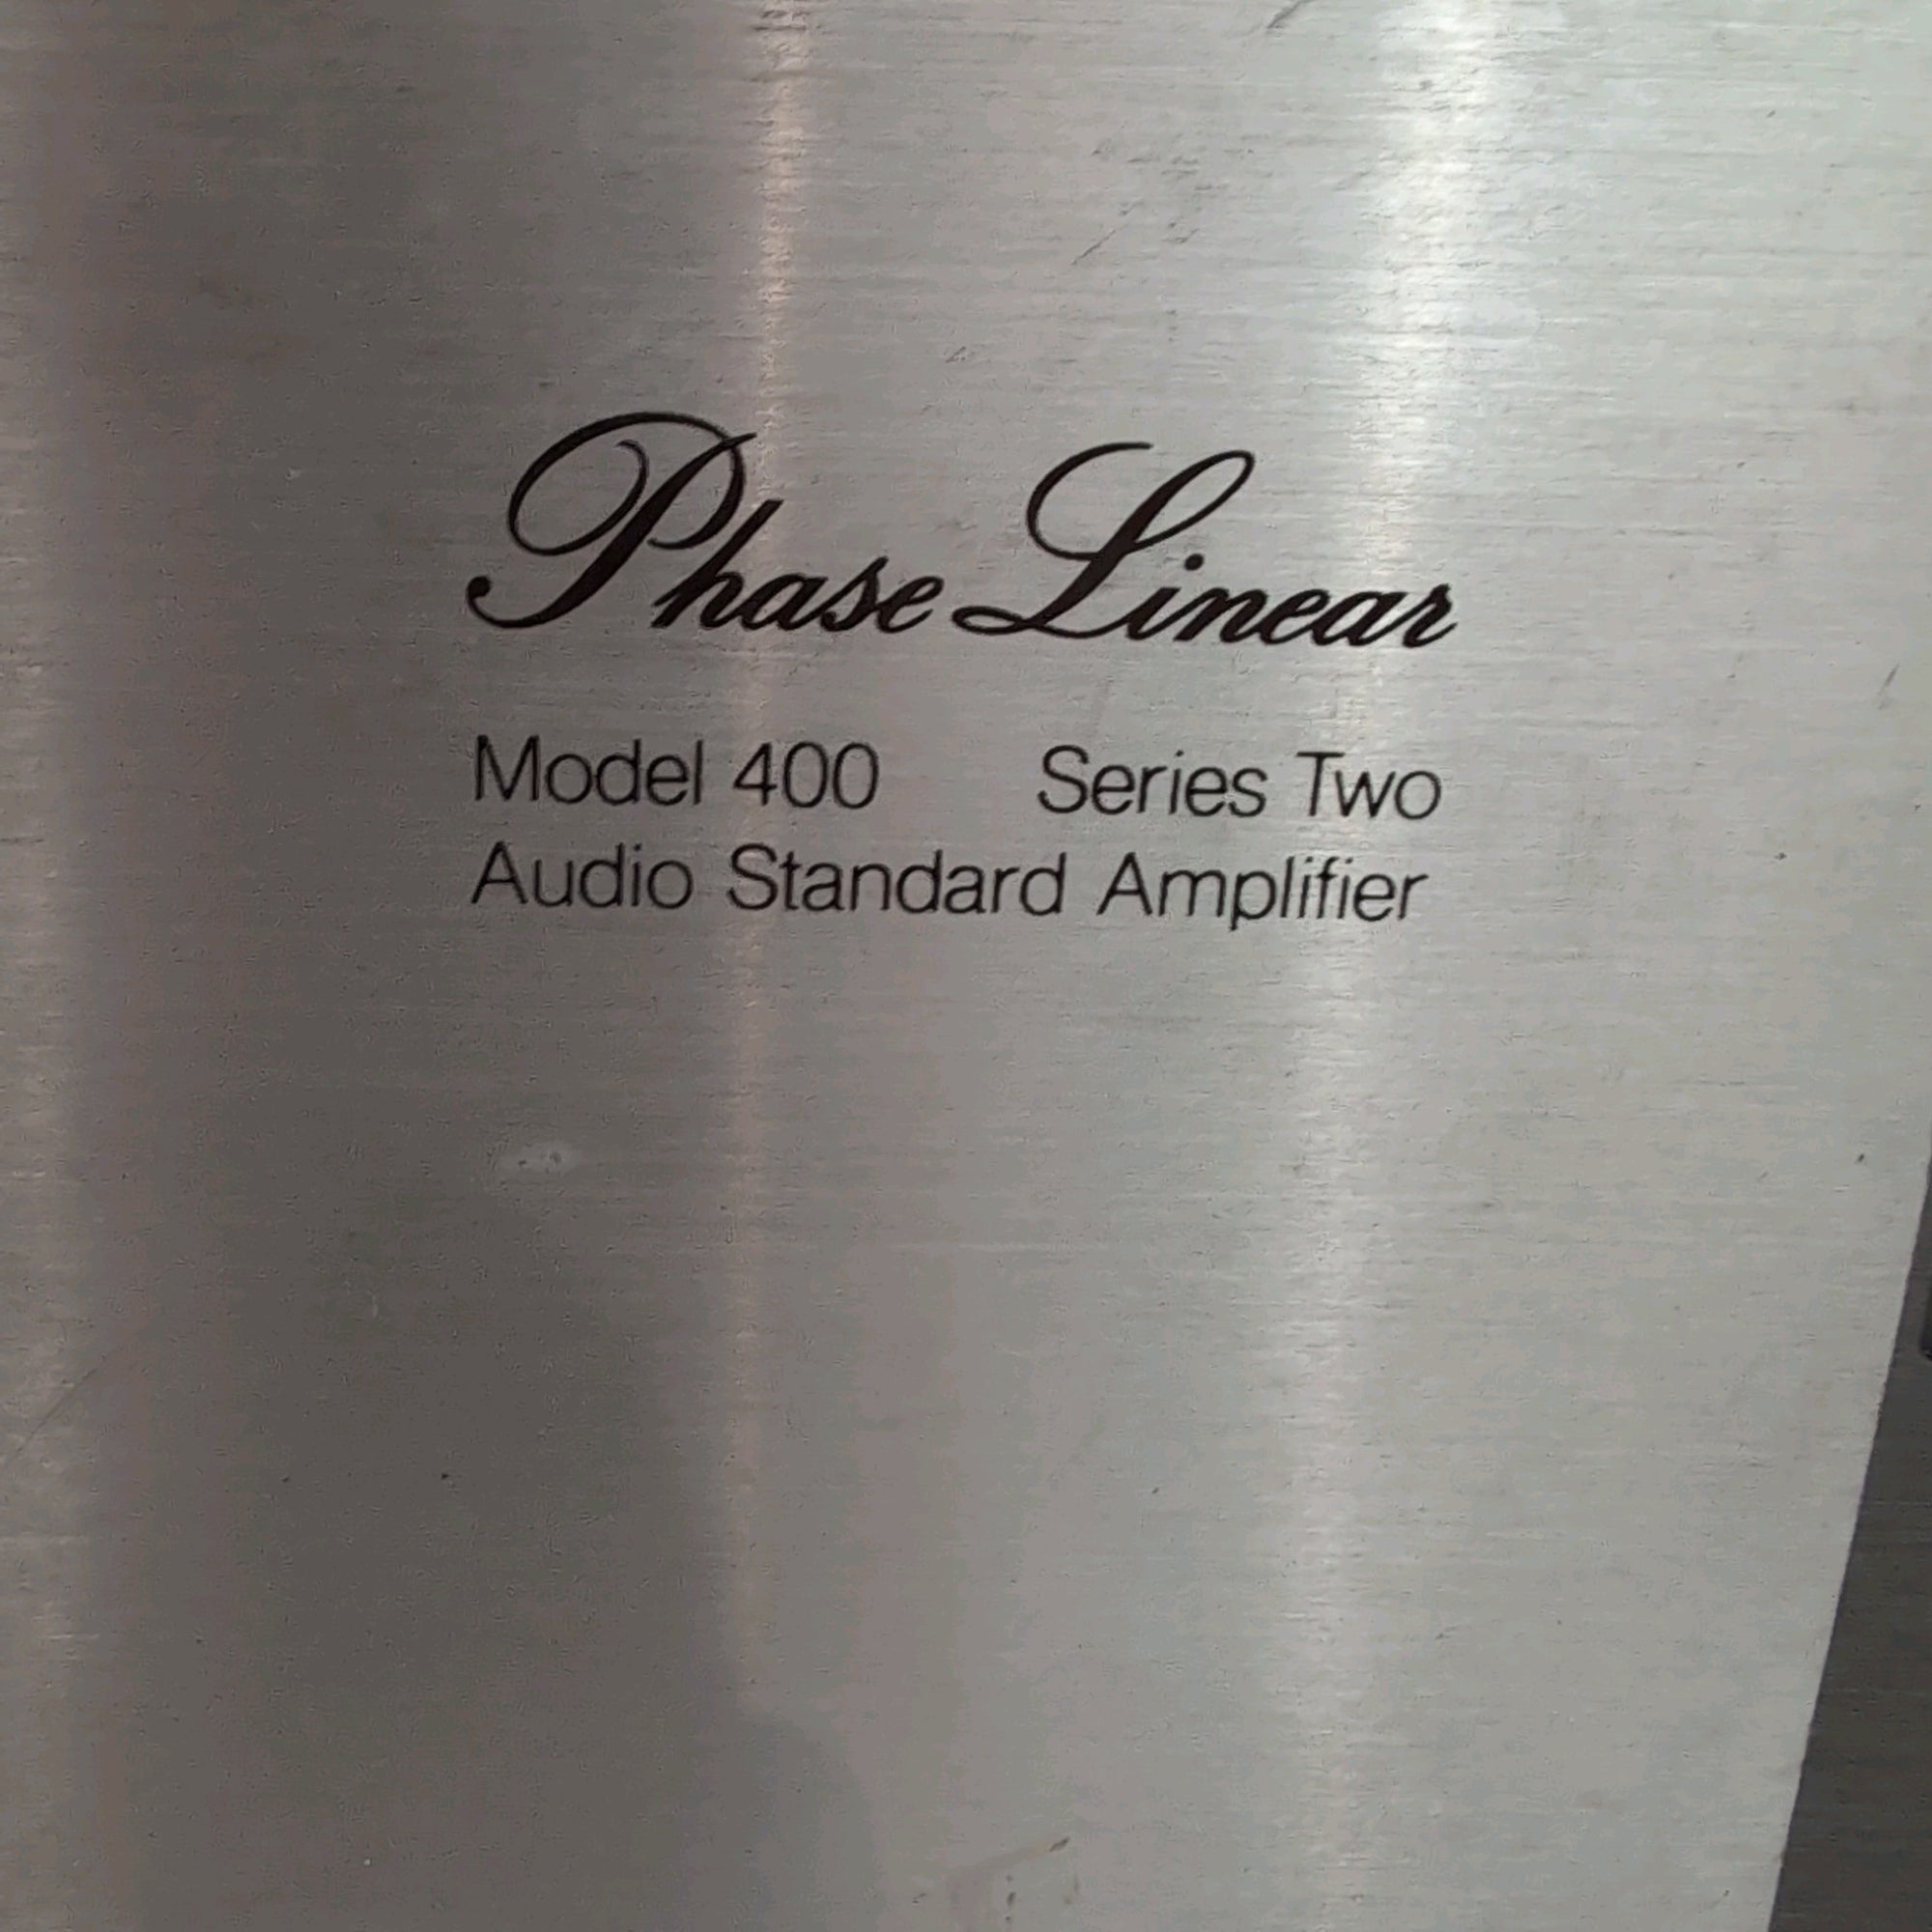 Phase Linear
Model 400 Series Two
Audio Standard Amplifier